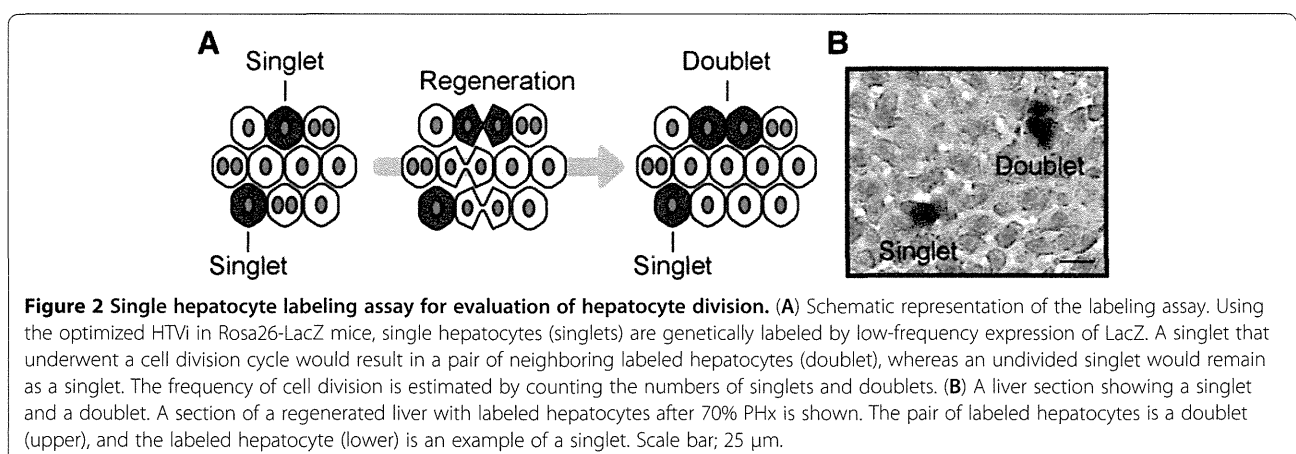 A
B
Singlet
Regeneration
Doublet
Singlet
Singlet
Doublet
Singlet
Figure 2 Single hepatocyte labeling assay for evaluation of hepatocyte division. (A) Schematic representation of the labeling assay. Using
the optimized HTVi in Rosa26-LacZ mice, single hepatocytes (singlets) are genetically labeled by low-frequency expression of LacZ. A singlet that
underwent a cell division cycle would result in a pair of neighboring labeled hepatocytes (doublet), whereas an undivided singlet would remain
as a singlet. The frequency of cell division is estimated by counting the numbers of singlets and doublets. (B) A liver section showing a singlet
and a doublet. A section of a regenerated liver with labeled hepatocytes after 70% PHx is shown. The pair of labeled hepatocytes is a doublet
(upper), and the labeled hepatocyte (lower) is an example of a singlet. Scale bar; 25 μm.